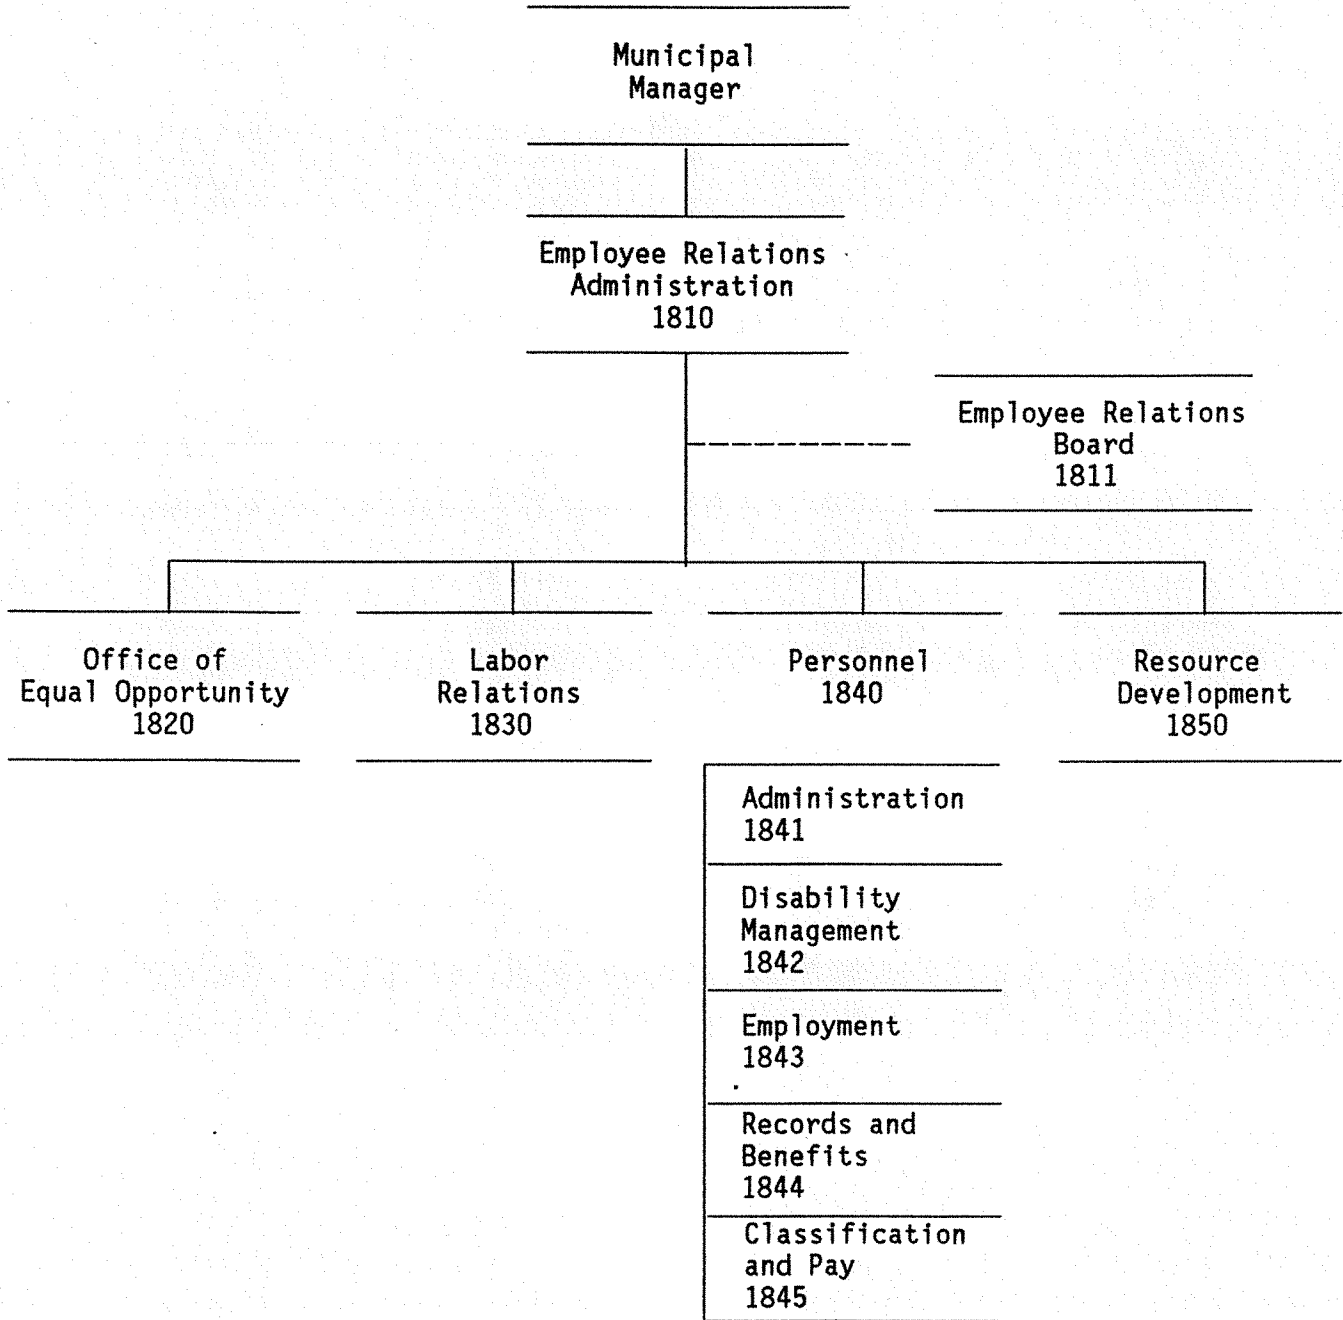 Municipal
Manager
Employee Relations
Administration
1810
Employee Relations
Board
1811
Office of
Equal Opportunity
1820
Labor
Relations
1830
Personnel
1840
Resource
Development
1850
Administration
1841
Disability
Management
1842
Employment
1843
Records and
Benefits
1844
Classification
and Pay
1845